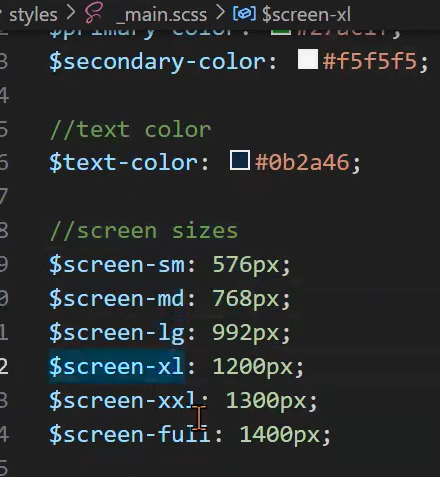 styles > _main.scss > $screen-xl
$primary-color:
3 $secondary-color: #f5f5f5;
4
5 //text color
6 $text-color: #0b2a46;
7
8 //screen sizes
9 $screen-sm: 576px;
0 $screen-md: 768px;
1 $screen-lg: 992px;
2 $screen-xl: 1200px;
3 $screen-xxl: 1300px;
4 $screen-full: 1400px;
5